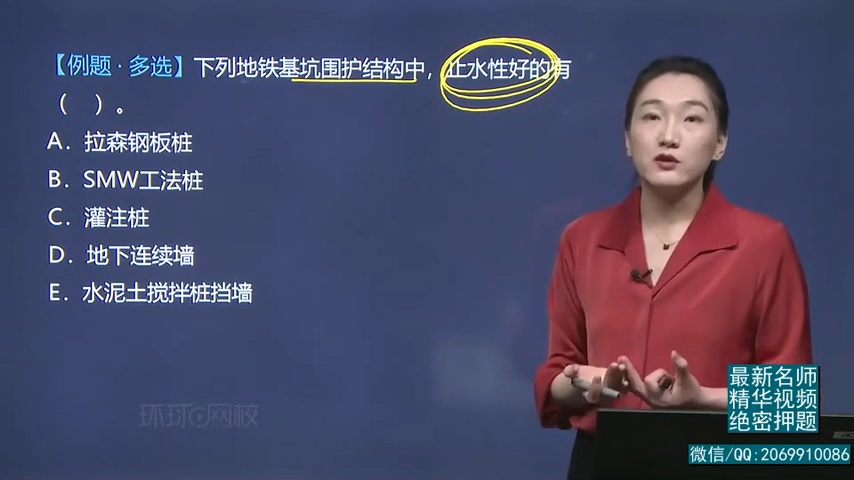 【例题·多选】下列地铁基坑围护结构中，止水性好的有
（ ）。
A．拉森钢板桩
B．SMW工法桩
C．灌注桩
D．地下连续墙
E．水泥土搅拌桩挡墙
环球网校
最新名师
精华视频
绝密押题
微信/QQ:2069910086